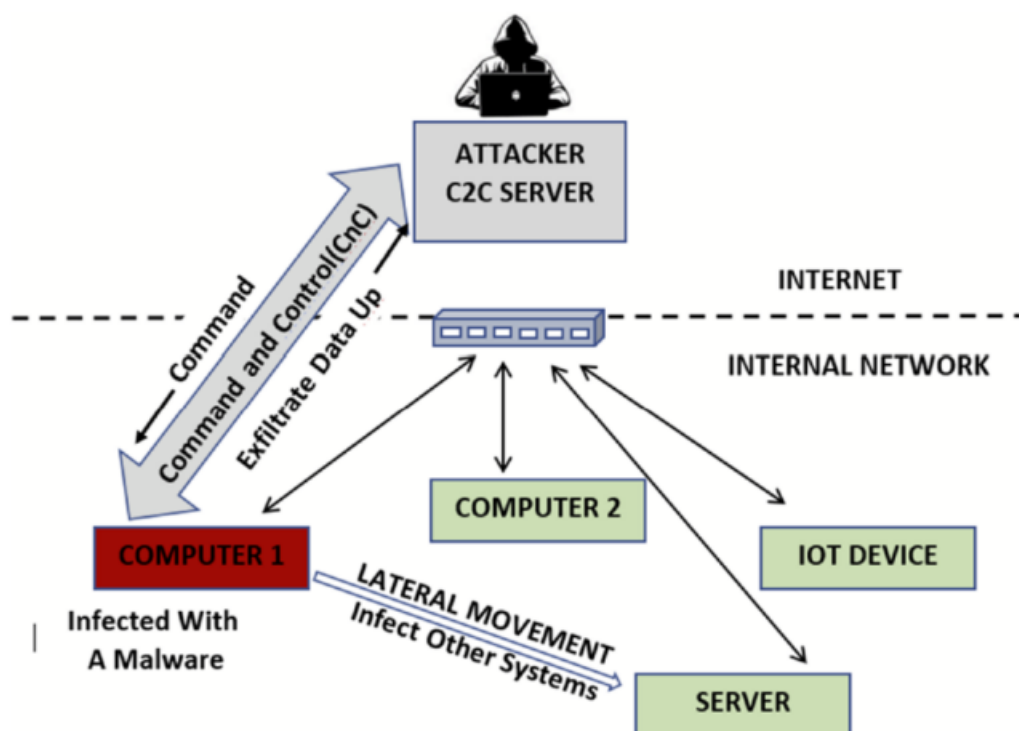 ATTACKER
C2C SERVER
Command
Command and Control(CnC)
Exfiltrate Data Up
INTERNET
INTERNAL NETWORK
COMPUTER 1
Infected With
A Malware
COMPUTER 2
IOT DEVICE
LATERAL MOVEMENT
Infect Other Systems
SERVER